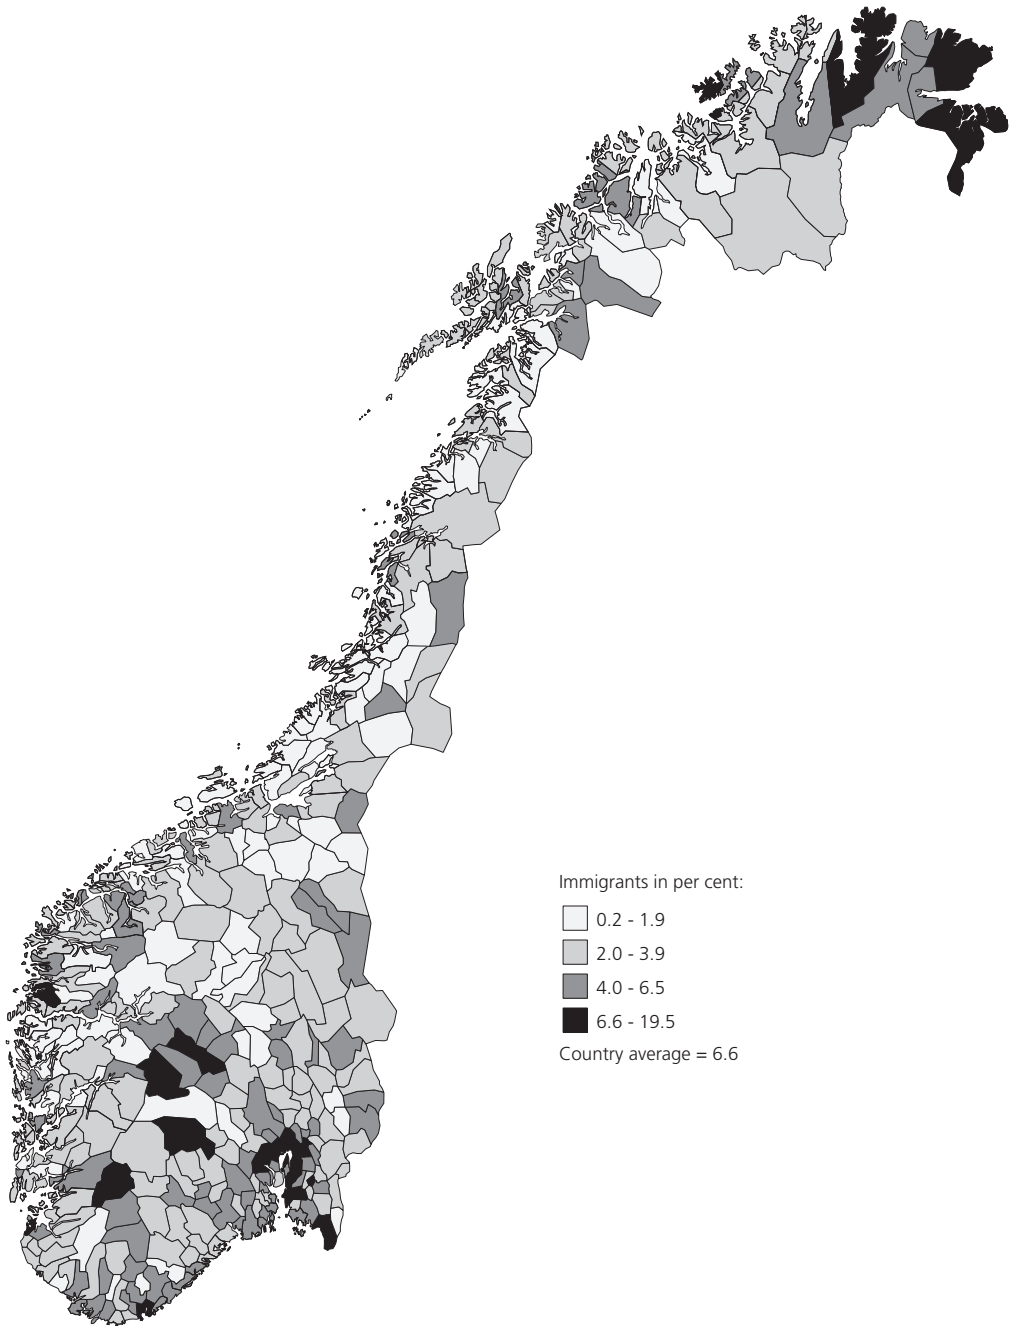 Immigrants in per cent:
0.2 - 1.9
2.0 - 3.9
4.0 - 6.5
6.6 - 19.5
Country average = 6.6